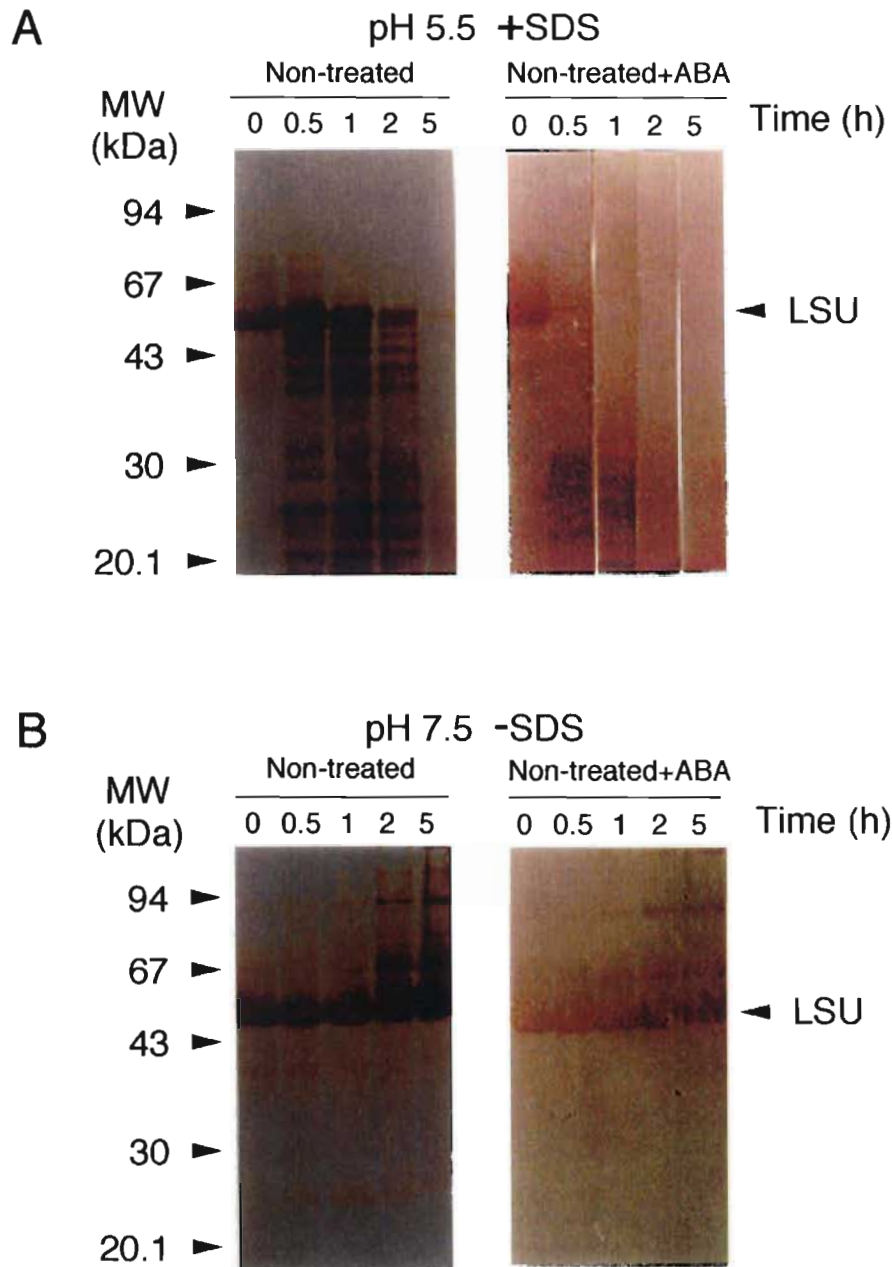 A
pH 5.5 +SDS
Non-treated
Non-treated+ABA
MW
(kDa)
0 0.5 1 2 5
0 0.5 1 2 5
Time (h)
94
67
LSU
43
30
20.1
B
pH 7.5 -SDS
Non-treated
Non-treated+ABA
MW
(kDa)
0 0.5 1 2 5
0 0.5 1 2 5
Time (h)
94
67
LSU
43
30
20.1